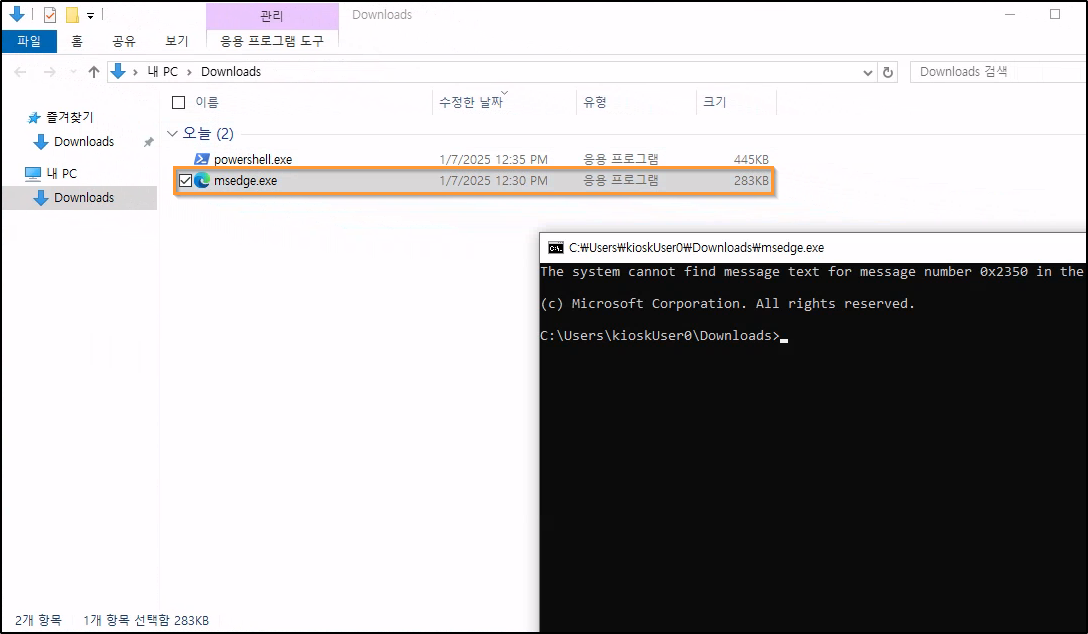 관리
Downloads
파일
홈
공유
보기
응용 프로그램 도구
내 PC
Downloads
Downloads 검색
이름
수정한 날짜
유형
크기
즐겨찾기
Downloads
내 PC
Downloads
오늘 (2)
powershell.exe 1/7/2025 12:35 PM 응용 프로그램 445KB
msedge.exe 1/7/2025 12:30 PM 응용 프로그램 283KB
C:₩Users₩kioskUser0₩Downloads₩msedge.exe
The system cannot find message text for message number 0x2350 in the
(c) Microsoft Corporation. All rights reserved.
C:\Users\kioskUser0\Downloads>
2개 항목
1개 항목 선택함 283KB